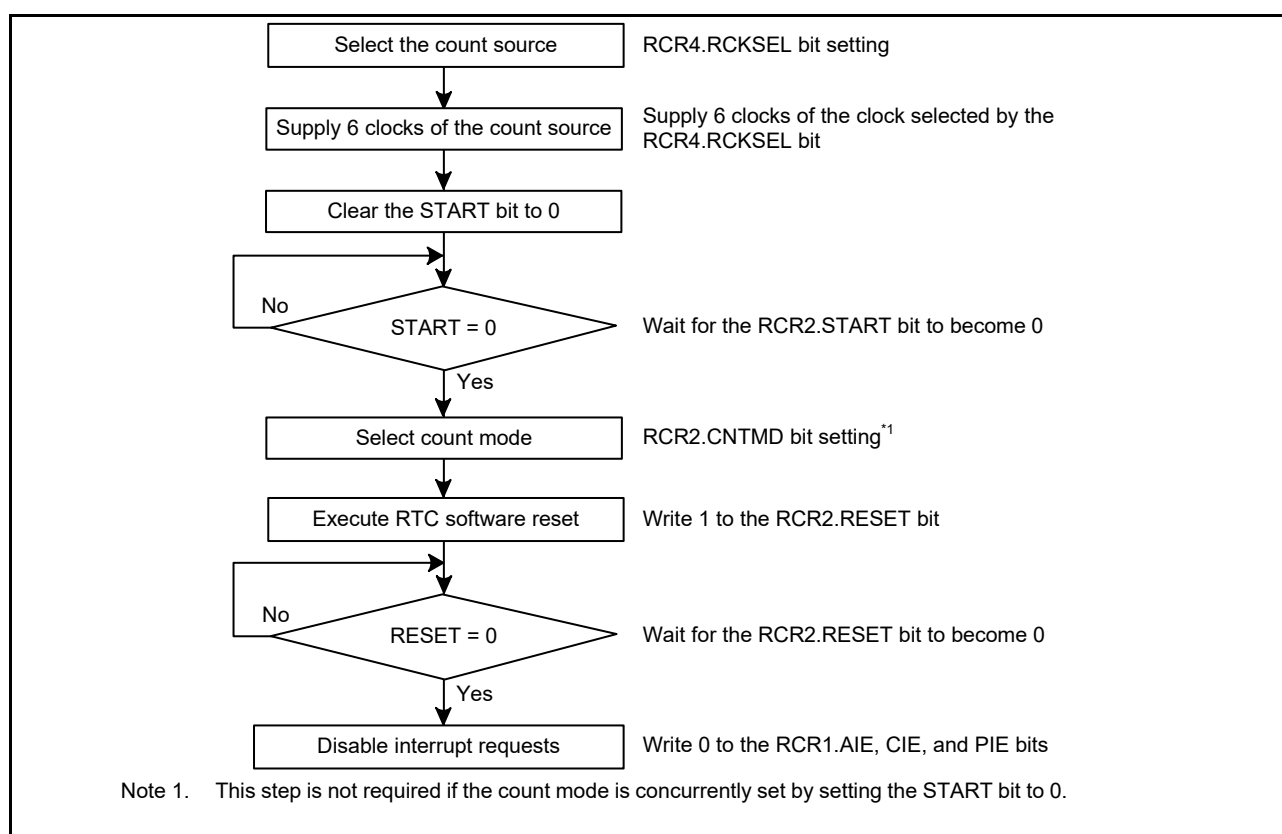 Select the count source RCR4.RCKSEL bit setting
Supply 6 clocks of the count source Supply 6 clocks of the clock selected by the
RCR4.RCKSEL bit
Clear the START bit to 0
No
START = 0 Wait for the RCR2.START bit to become 0
Yes
Select count mode RCR2.CNTMD bit setting*1
Execute RTC software reset Write 1 to the RCR2.RESET bit
No
RESET = 0 Wait for the RCR2.RESET bit to become 0
Yes
Disable interrupt requests Write 0 to the RCR1.AIE, CIE, and PIE bits
Note 1. This step is not required if the count mode is concurrently set by setting the START bit to 0.